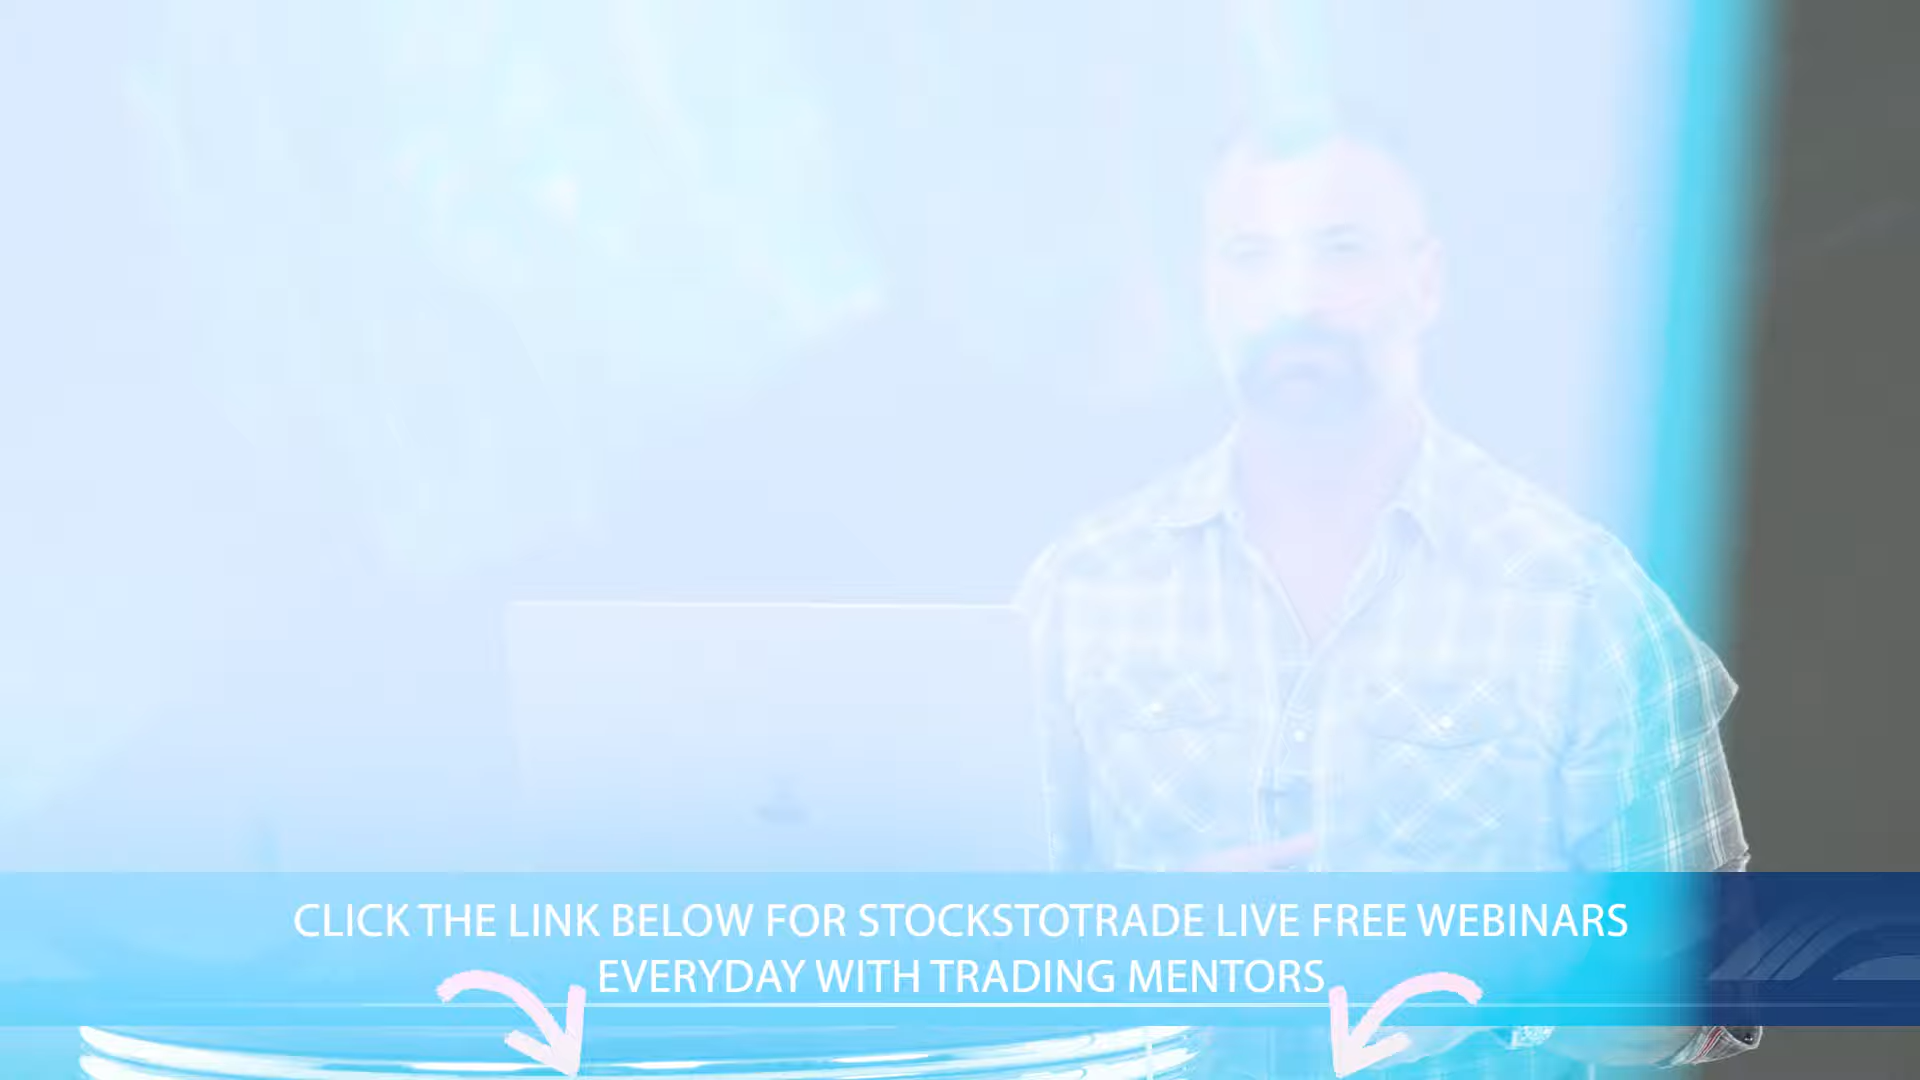 CLICK THE LINK BELOW FOR STOCKSTOTRADE LIVE FREE WEBINARS
EVERYDAY WITH TRADING MENTORS